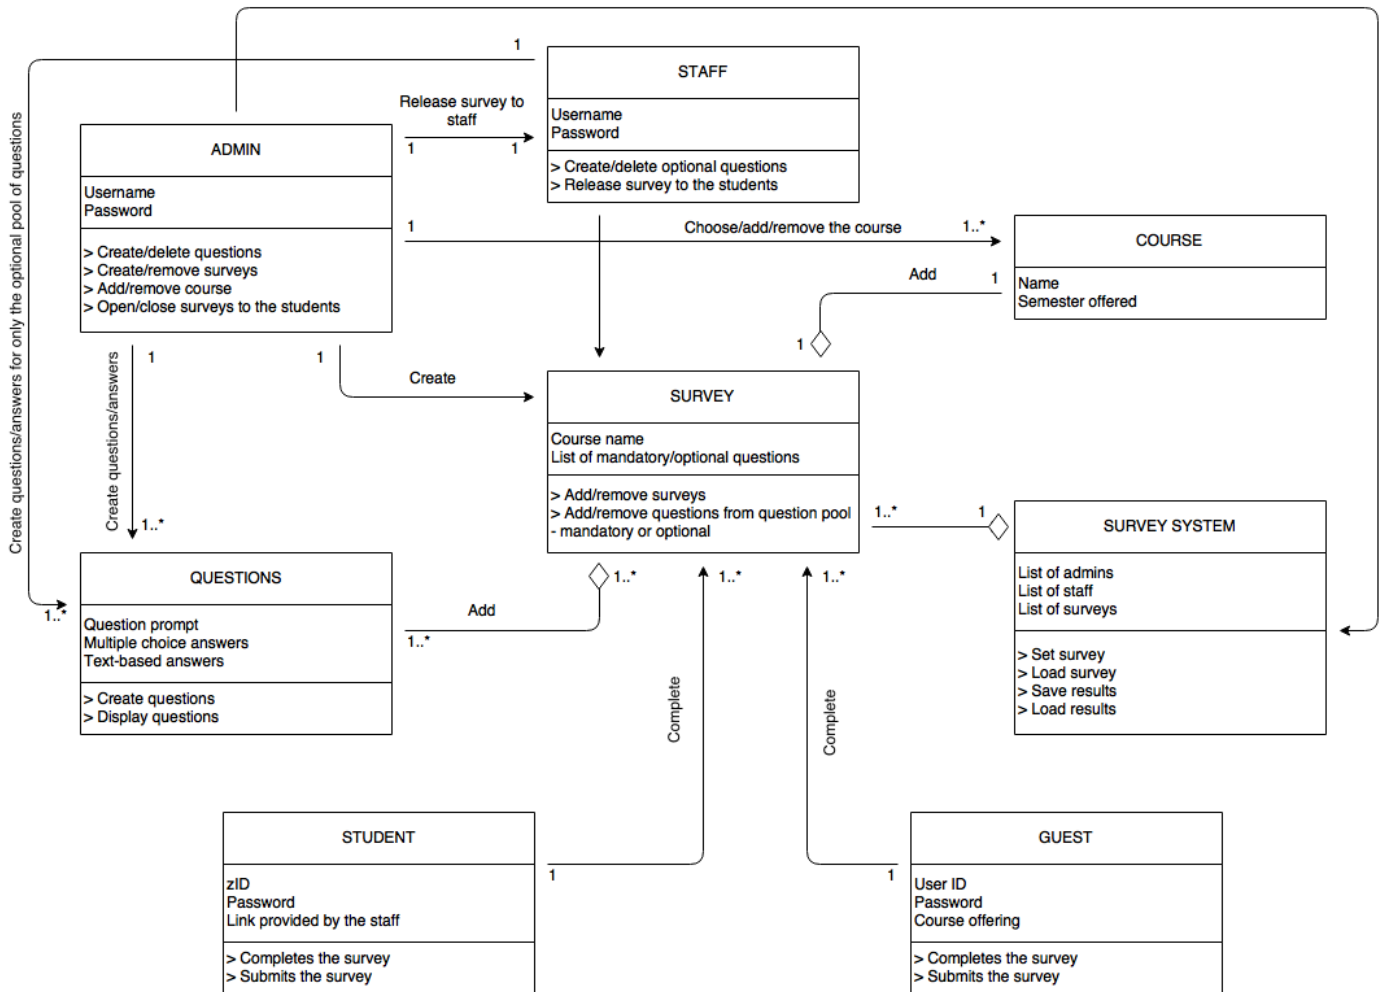 1
STAFF
Username
Password
> Create/delete optional questions
> Release survey to the students
Release survey to
staff
1
1
ADMIN
Username
Password
> Create/delete questions
> Create/remove surveys
> Add/remove course
> Open/close surveys to the students
Create questions/answers for only the optional pool of questions
1
Choose/add/remove the course
1..*
COURSE
Name
Semester offered
Add
1
1
1
Create questions/answers
1..*
1
Create
SURVEY
Course name
List of mandatory/optional questions
> Add/remove surveys
> Add/remove questions from question pool
- mandatory or optional
1..*
1
SURVEY SYSTEM
List of admins
List of staff
List of surveys
> Set survey
> Load survey
> Save results
> Load results
QUESTIONS
Question prompt
Multiple choice answers
Text-based answers
> Create questions
> Display questions
1..*
Add
1..*
1..*
1..*
1..*
Complete
Complete
STUDENT
zID
Password
Link provided by the staff
> Completes the survey
> Submits the survey
1
1
GUEST
User ID
Password
Course offering
> Completes the survey
> Submits the survey